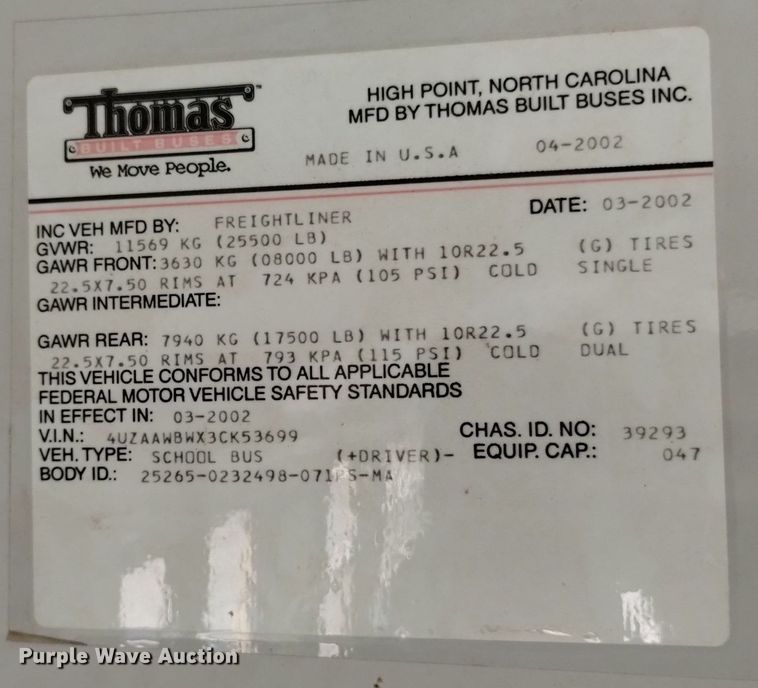 Thomas™
BUILT BUSES
We Move People.
HIGH POINT, NORTH CAROLINA
MFD BY THOMAS BUILT BUSES INC.
MADE IN U.S.A 04-2002
INC VEH MFD BY: FREIGHTLINER DATE: 03-2002
GVWR: 11569 KG (25500 LB)
GAWR FRONT: 3630 KG (08000 LB) WITH 10R22.5 (G) TIRES
22.5X7.50 RIMS AT 724 KPA (105 PSI) COLD SINGLE
GAWR INTERMEDIATE:
GAWR REAR: 7940 KG (17500 LB) WITH 10R22.5 (G) TIRES
22.5X7.50 RIMS AT 793 KPA (115 PSI) COLD DUAL
THIS VEHICLE CONFORMS TO ALL APPLICABLE
FEDERAL MOTOR VEHICLE SAFETY STANDARDS
IN EFFECT IN: 03-2002
V.I.N.: 4UZAAWBWX3CK53699 CHAS. ID. NO: 39293
VEH. TYPE: SCHOOL BUS (+DRIVER)- EQUIP. CAP.: 047
BODY ID.: 25265-0232498-071PS-MA
Purple Wave Auction